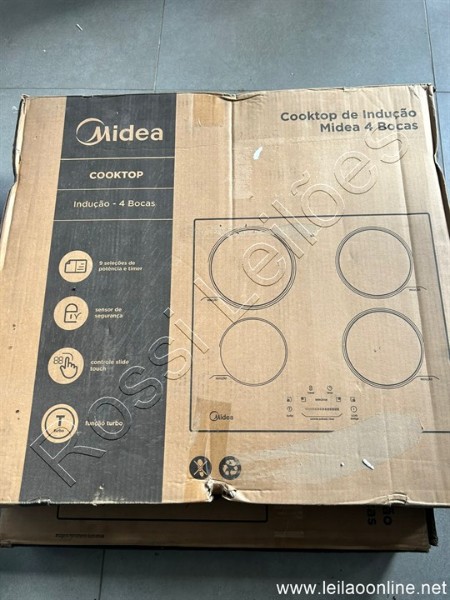 Midea
COOKTOP
Indução - 4 Bocas
9 seleções de
potência e timer
sensor de
segurança
controle slide
touch
função turbo
Cooktop de Indução
Midea 4 Bocas
Midea
Rossi Leilões
www.leilaoonline.net